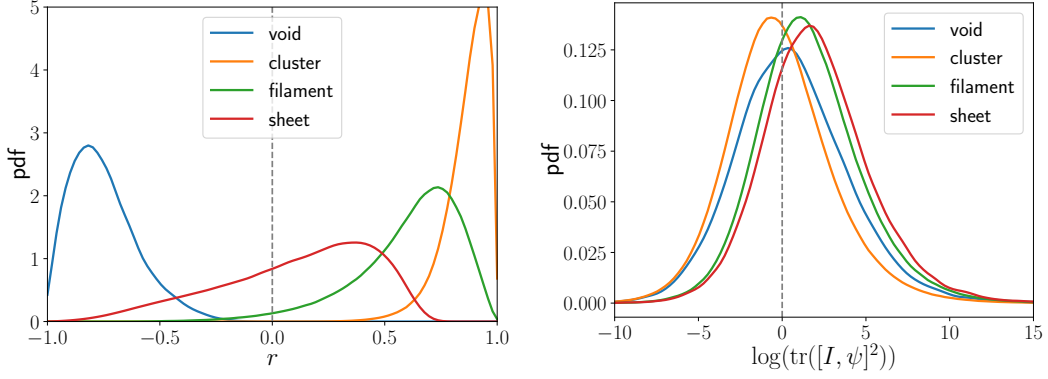 5
4
3
2
1
0
pdf
−1.0
−0.5
0.0
0.5
1.0
r
void
cluster
filament
sheet
0.125
0.100
0.075
0.050
0.025
0.000
pdf
−10
−5
0
5
10
15
log(tr([I, ψ]²))
void
cluster
filament
sheet